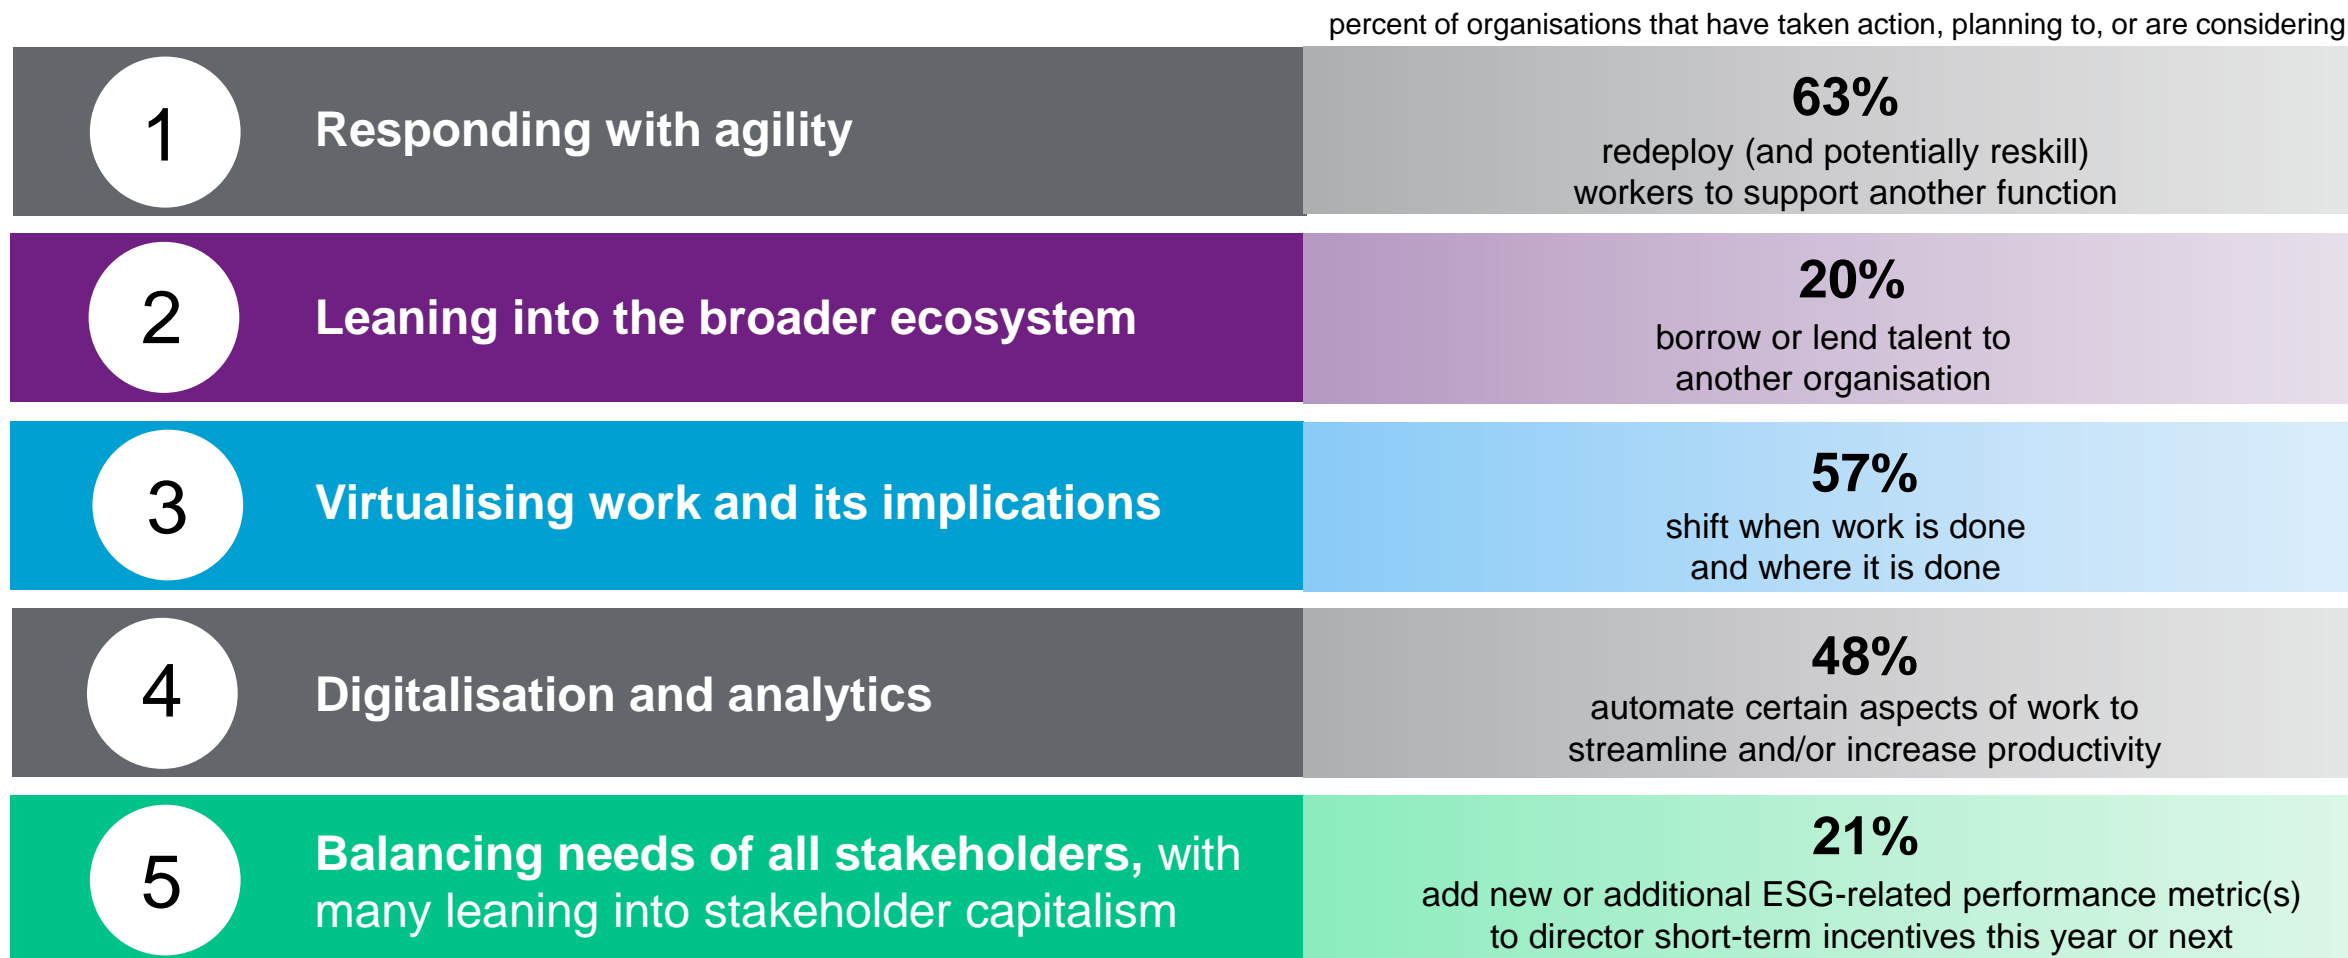 percent of organisations that have taken action, planning to, or are considering
1
Responding with agility
63%
redeploy (and potentially reskill)
workers to support another function
2
Leaning into the broader ecosystem
20%
borrow or lend talent to
another organisation
3
Virtualising work and its implications
57%
shift when work is done
and where it is done
4
Digitalisation and analytics
48%
automate certain aspects of work to
streamline and/or increase productivity
5
Balancing needs of all stakeholders, with
many leaning into stakeholder capitalism
21%
add new or additional ESG-related performance metric(s)
to director short-term incentives this year or next